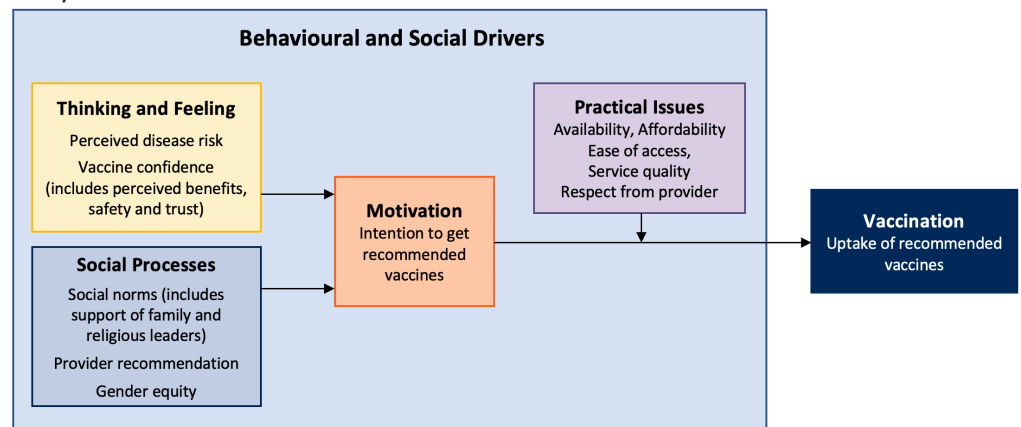 Behavioural and Social Drivers
Thinking and Feeling
Perceived disease risk
Vaccine confidence
(includes perceived benefits,
safety and trust)
Social Processes
Social norms (includes
support of family and
religious leaders)
Provider recommendation
Gender equity
Motivation
Intention to get
recommended
vaccines
Practical Issues
Availability, Affordability
Ease of access,
Service quality
Respect from provider
Vaccination
Uptake of recommended
vaccines